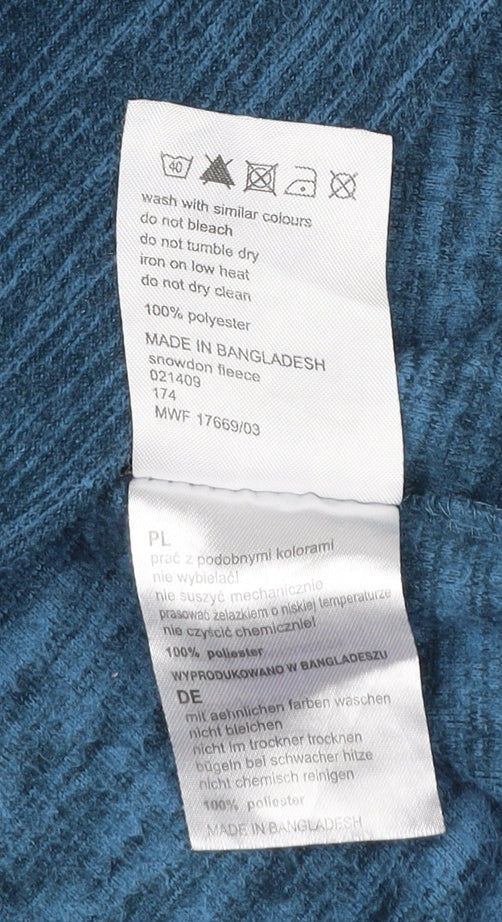 40
wash with similar colours
do not bleach
do not tumble dry
iron on low heat
do not dry clean
100% polyester
MADE IN BANGLADESH
snowdon fleece
021409
174
MWF 17669/03
PL
prać z podobnymi kolorami
nie wybielać!
nie suszyć mechanicznie
prasować żelazkiem o niskiej temperaturze
nie czyścić chemicznie!
100% poliester
WYPRODUKOWANO W BANGLADESZU
DE
mit aehnlichen farben waschen
nicht bleichen
nicht im trockner trocknen
bügeln bei schwacher hitze
nicht chemisch reinigen
100% poliester
MADE IN BANGLADESH